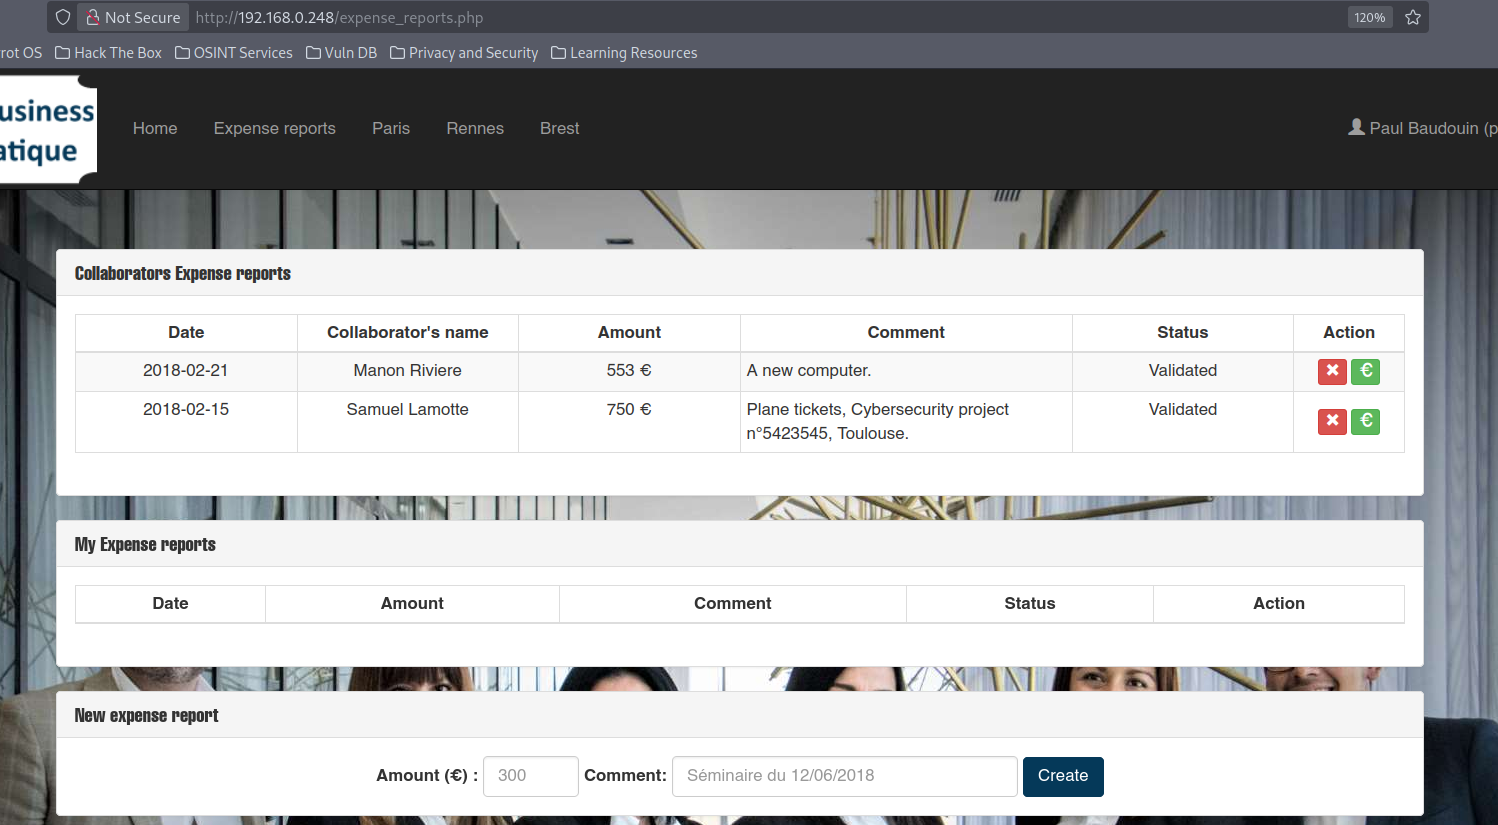 Not Secure http://192.168.0.248/expense_reports.php 120%
rot OS Hack The Box OSINT Services Vuln DB Privacy and Security Learning Resources
usiness
atique
Home Expense reports Paris Rennes Brest Paul Baudouin (p
Collaborators Expense reports
Date Collaborator's name Amount Comment Status Action
2018-02-21 Manon Riviere 553 € A new computer. Validated €
2018-02-15 Samuel Lamotte 750 € Plane tickets, Cybersecurity project Validated €
n°5423545, Toulouse.
My Expense reports
Date Amount Comment Status Action
New expense report
Amount (€) : 300 Comment: Séminaire du 12/06/2018 Create